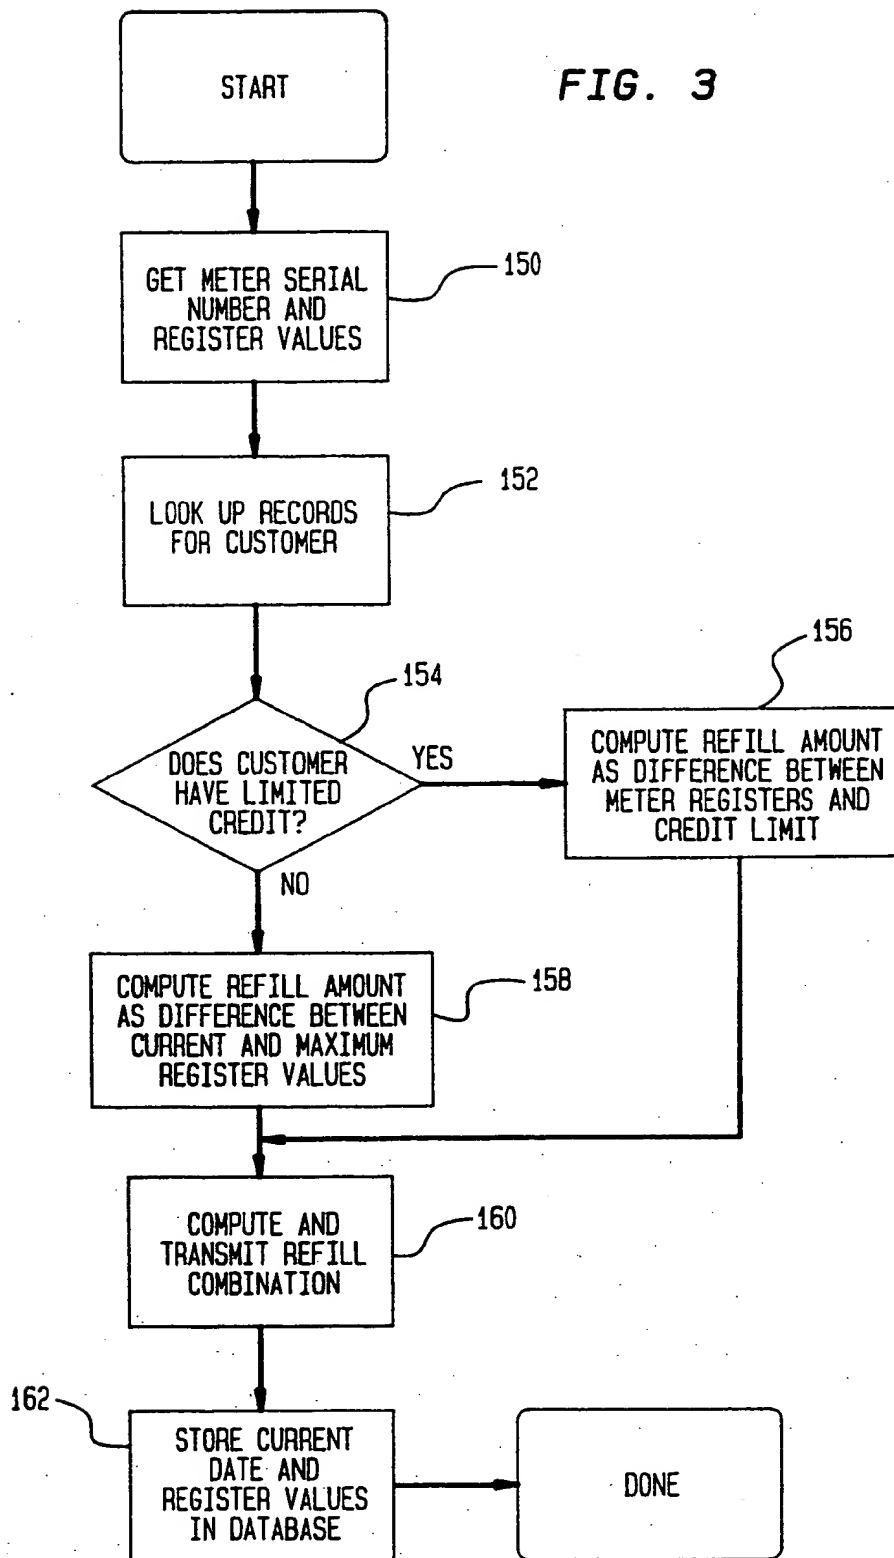 START
FIG. 3
GET METER SERIAL
NUMBER AND
REGISTER VALUES
150
LOOK UP RECORDS
FOR CUSTOMER
152
DOES CUSTOMER
HAVE LIMITED
CREDIT?
154
YES
NO
COMPUTE REFILL AMOUNT
AS DIFFERENCE BETWEEN
METER REGISTERS AND
CREDIT LIMIT
156
COMPUTE REFILL AMOUNT
AS DIFFERENCE BETWEEN
CURRENT AND MAXIMUM
REGISTER VALUES
158
COMPUTE AND
TRANSMIT REFILL
COMBINATION
160
162
STORE CURRENT
DATE AND
REGISTER VALUES
IN DATABASE
DONE